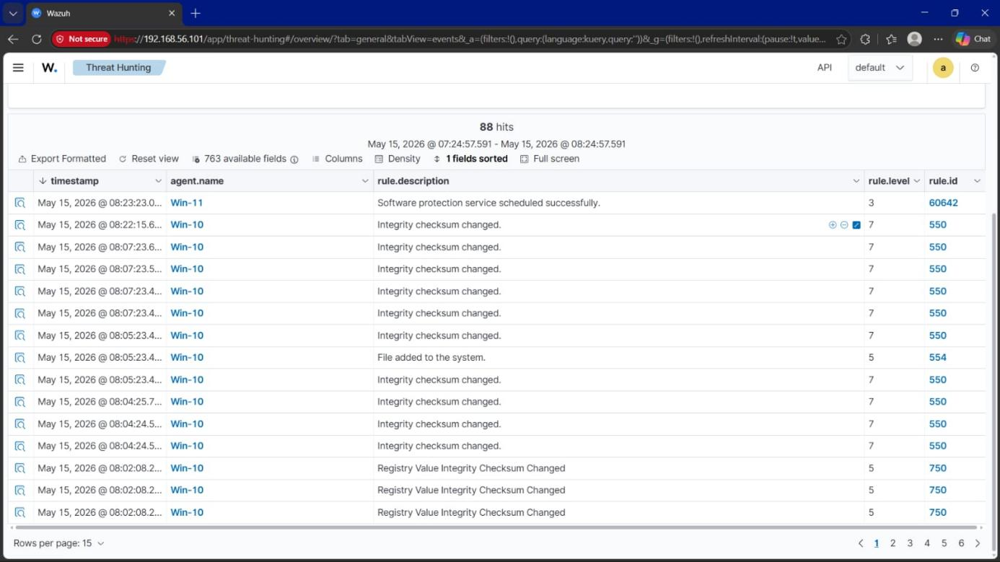 Wazuh
Not secure https://192.168.56.101/app/threat-hunting#/overview/?tab=general&tabView=events&_a=(filters:!(),query:(language:kuery,query:''))&_g=(filters:!(),refreshInterval:(pause:!t,value... Chat
W. Threat Hunting API default a
88 hits
May 15, 2026 @ 07:24:57.591 - May 15, 2026 @ 08:24:57.591
Export Formatted Reset view 763 available fields Columns Density 1 fields sorted Full screen
timestamp agent.name rule.description rule.level rule.id
May 15, 2026 @ 08:23:23.0... Win-11 Software protection service scheduled successfully. 3 60642
May 15, 2026 @ 08:22:15.6... Win-10 Integrity checksum changed. 7 550
May 15, 2026 @ 08:07:23.6... Win-10 Integrity checksum changed. 7 550
May 15, 2026 @ 08:07:23.5... Win-10 Integrity checksum changed. 7 550
May 15, 2026 @ 08:07:23.4... Win-10 Integrity checksum changed. 7 550
May 15, 2026 @ 08:07:23.4... Win-10 Integrity checksum changed. 7 550
May 15, 2026 @ 08:05:23.4... Win-10 Integrity checksum changed. 7 550
May 15, 2026 @ 08:05:23.4... Win-10 File added to the system. 5 554
May 15, 2026 @ 08:05:23.4... Win-10 Integrity checksum changed. 7 550
May 15, 2026 @ 08:04:25.7... Win-10 Integrity checksum changed. 7 550
May 15, 2026 @ 08:04:24.5... Win-10 Integrity checksum changed. 7 550
May 15, 2026 @ 08:04:24.5... Win-10 Integrity checksum changed. 7 550
May 15, 2026 @ 08:02:08.2... Win-10 Registry Value Integrity Checksum Changed 5 750
May 15, 2026 @ 08:02:08.2... Win-10 Registry Value Integrity Checksum Changed 5 750
May 15, 2026 @ 08:02:08.2... Win-10 Registry Value Integrity Checksum Changed 5 750
Rows per page: 15 1 2 3 4 5 6